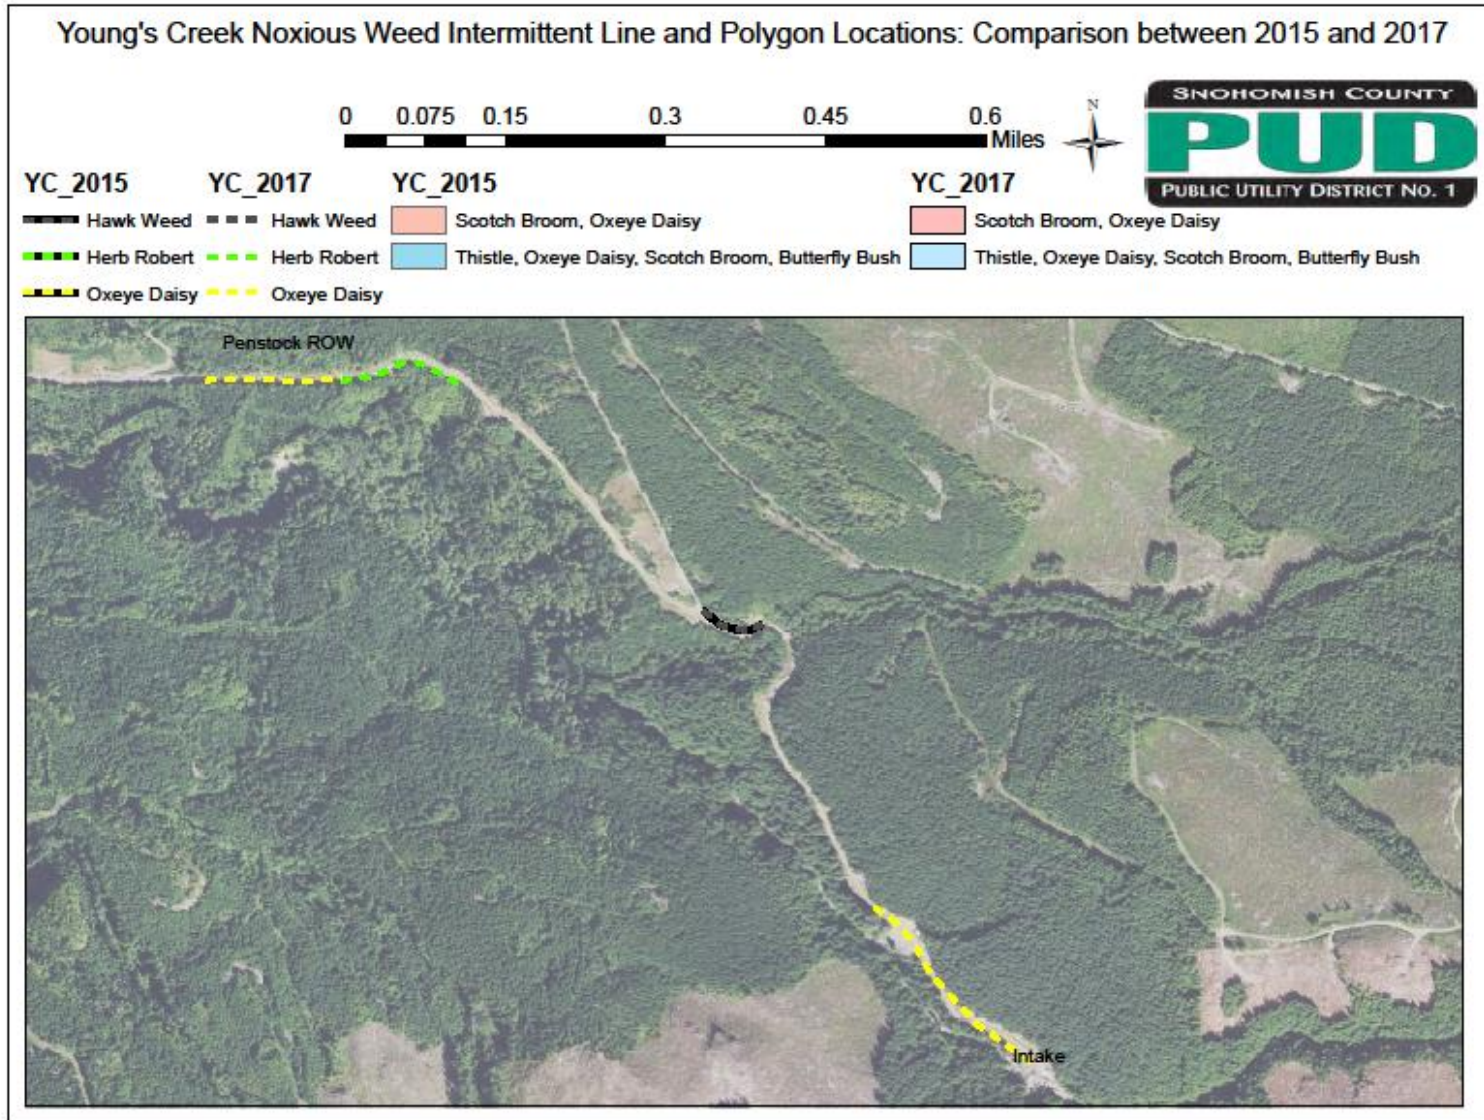 Young's Creek Noxious Weed Intermittent Line and Polygon Locations: Comparison between 2015 and 2017
0 0.075 0.15 0.3 0.45 0.6
Miles
N
SNOHOMISH COUNTY
PUD
PUBLIC UTILITY DISTRICT NO. 1
YC_2015 YC_2017 YC_2015 YC_2017
Hawk Weed Hawk Weed Scotch Broom, Oxeye Daisy Scotch Broom, Oxeye Daisy
Herb Robert Herb Robert Thistle, Oxeye Daisy, Scotch Broom, Butterfly Bush Thistle, Oxeye Daisy, Scotch Broom, Butterfly Bush
Oxeye Daisy Oxeye Daisy
Penstock ROW
Intake